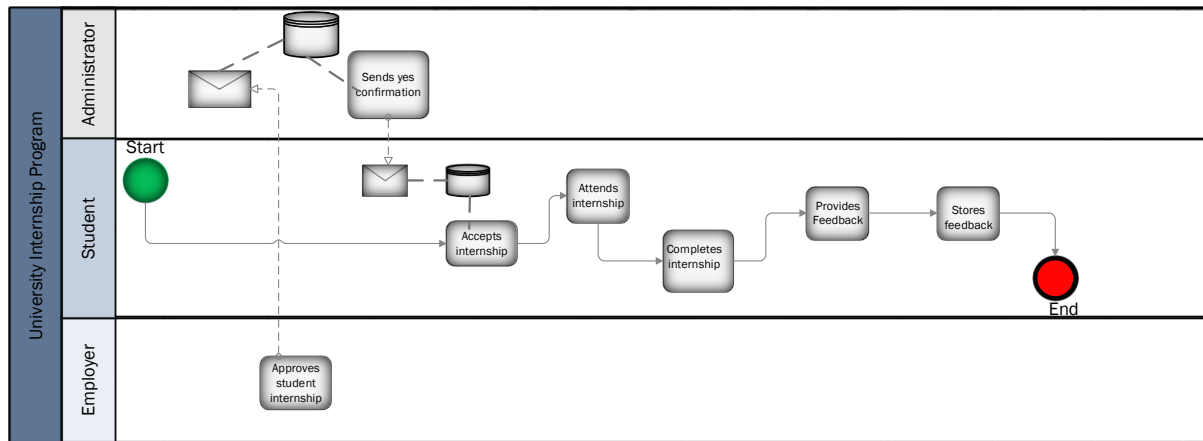 University Internship Program
Administrator
Sends yes
confirmation
Student
Start
Accepts
internship
Attends
internship
Completes
internship
Provides
Feedback
Stores
feedback
End
Employer
Approves
student
internship